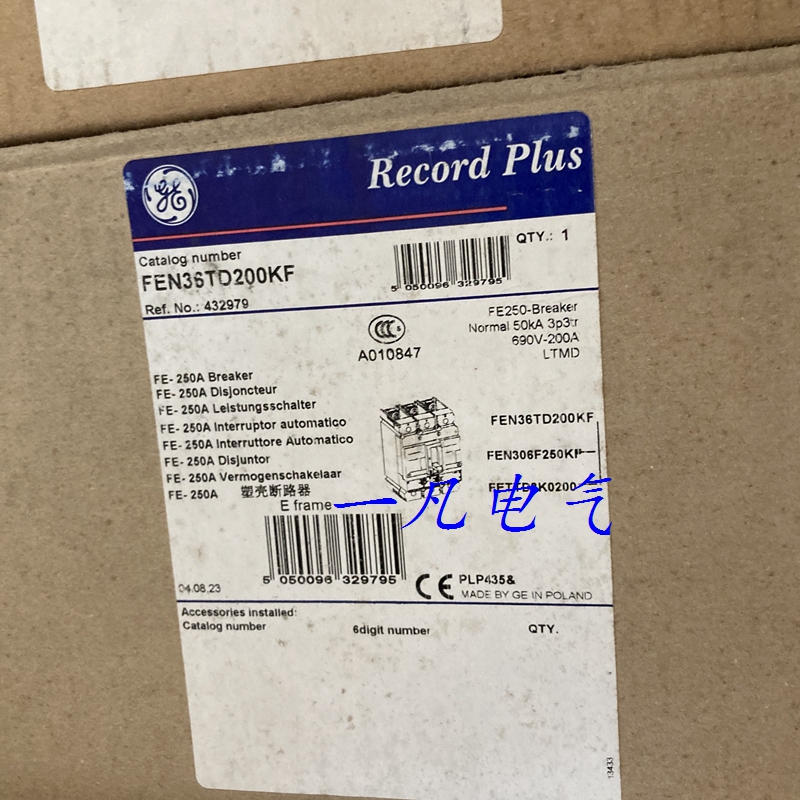 GE
Record Plus
Catalog number
FEN36TD200KF
QTY.: 1
5 050096 329795
Ref. No.: 432979
FE250-Breaker
Normal 50kA 3p3tr
690V-200A
LTMD
CCC S
A010847
FE- 250A Breaker
FE- 250A Disjoncteur
FE- 250A Leistungsschalter
FE- 250A Interruptor automatico
FE- 250A Interruttore Automatico
FE- 250A Disjuntor
FE- 250A Vermogenschakelaar
FE- 250A 塑壳断路器
E frame
FEN36TD200KF
FEN306F250KF
一凡电气
5 050096 329795
04.08.23
CE PLP435&
MADE BY GE IN POLAND
Accessories installed:
Catalog number 6digit number QTY.
13433